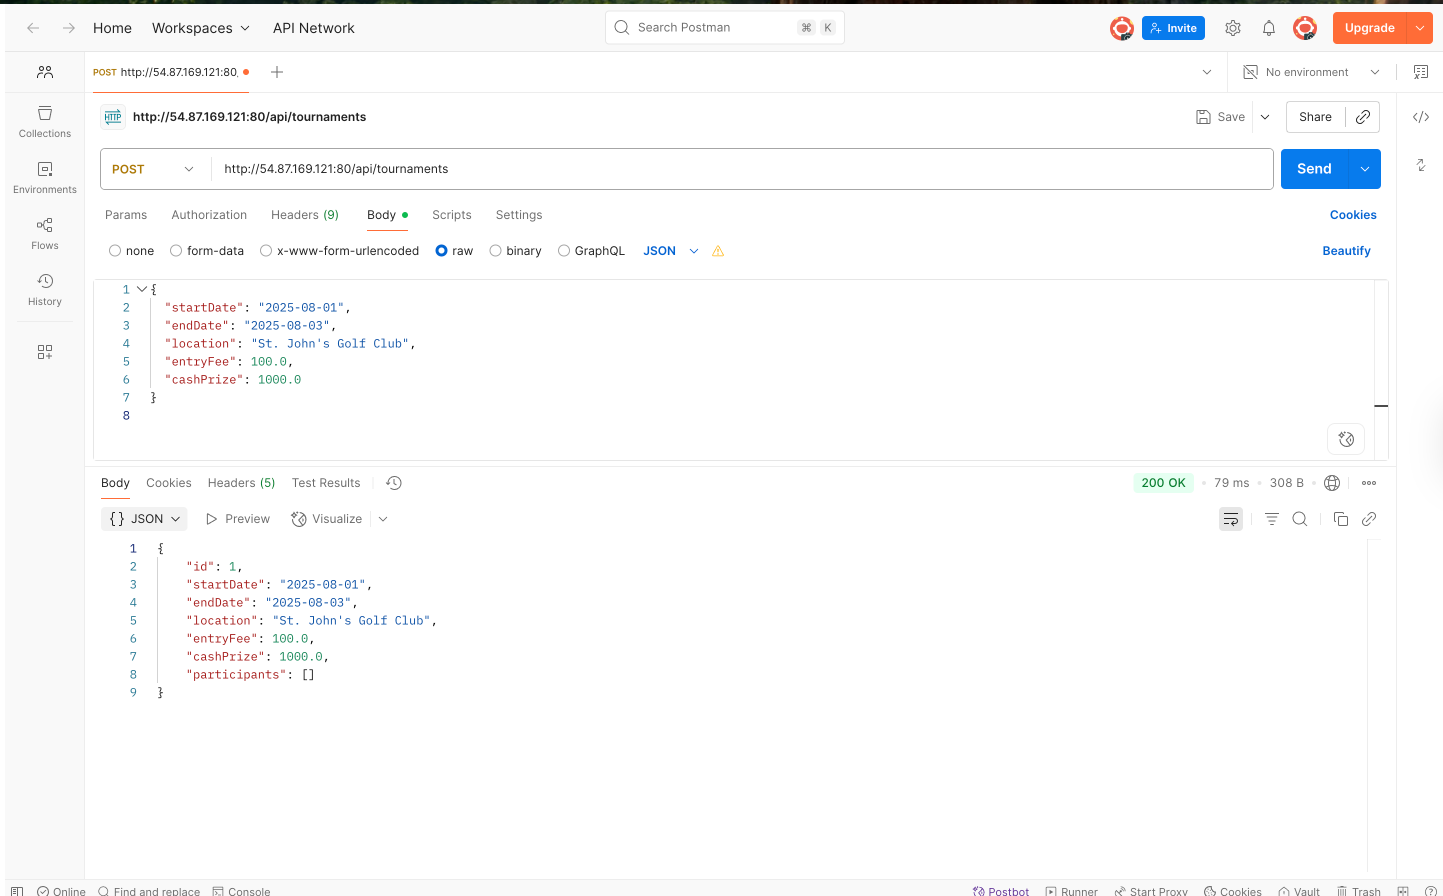 Home Workspaces API Network Search Postman ⌘ K Invite Upgrade
POST http://54.87.169.121:80, No environment
HTTP http://54.87.169.121:80/api/tournaments Save Share
Collections
Environments
Flows
History
POST http://54.87.169.121:80/api/tournaments Send
Params Authorization Headers (9) Body Scripts Settings Cookies
none form-data x-www-form-urlencoded raw binary GraphQL JSON Beautify
1 {
2 "startDate": "2025-08-01",
3 "endDate": "2025-08-03",
4 "location": "St. John's Golf Club",
5 "entryFee": 100.0,
6 "cashPrize": 1000.0
7 }
8
Body Cookies Headers (5) Test Results 200 OK 79 ms 308 B
{} JSON Preview Visualize
1 {
2 "id": 1,
3 "startDate": "2025-08-01",
4 "endDate": "2025-08-03",
5 "location": "St. John's Golf Club",
6 "entryFee": 100.0,
7 "cashPrize": 1000.0,
8 "participants": []
9 }
Online Find and replace Console Postbot Runner Start Proxy Cookies Vault Trash